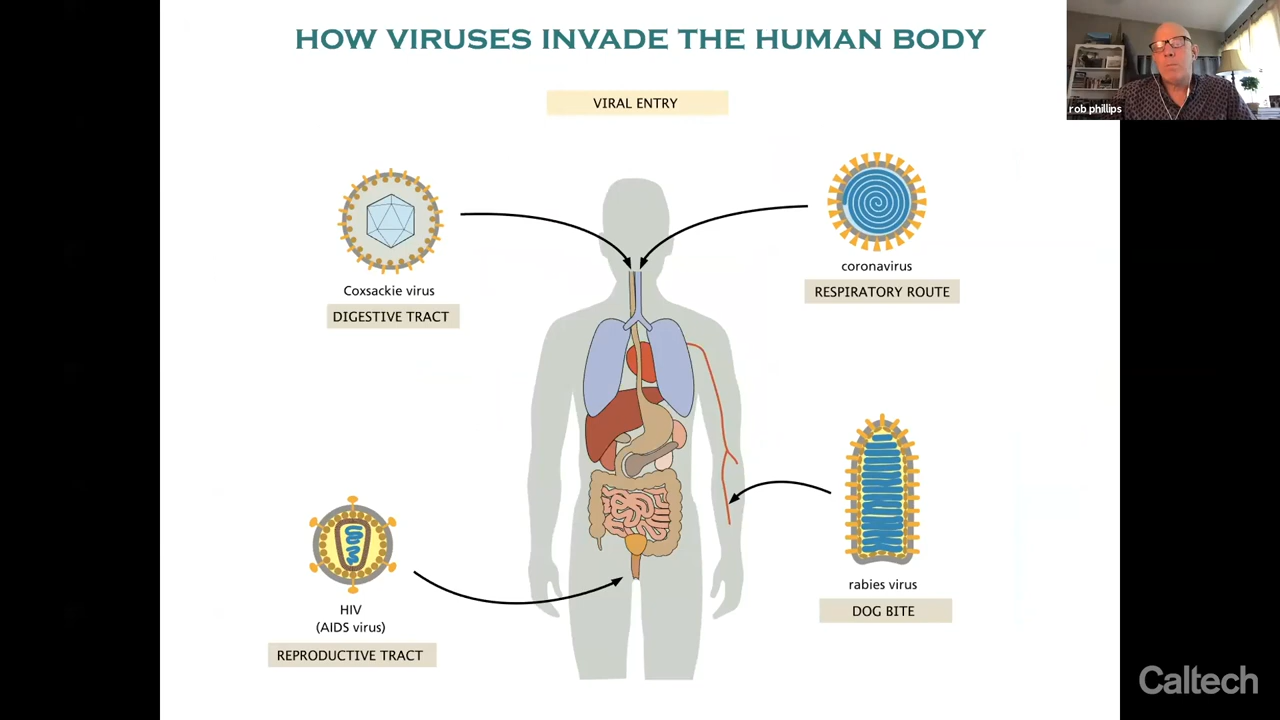 HOW VIRUSES INVADE THE HUMAN BODY
VIRAL ENTRY
rob phillips
Coxsackie virus
DIGESTIVE TRACT
coronavirus
RESPIRATORY ROUTE
HIV
(AIDS virus)
REPRODUCTIVE TRACT
rabies virus
DOG BITE
Caltech